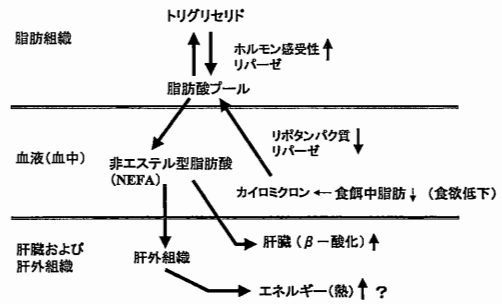 トリグリセリド
脂肪組織
ホルモン感受性
リパーゼ
脂肪酸プール
リポタンパク質
リパーゼ
血液(血中)
非エステル型脂肪酸
(NEFA)
カイロミクロン ← 食餌中脂肪↓ (食欲低下)
肝臓および
肝外組織
肝臓(β-酸化)
肝外組織
エネルギー(熱) ?